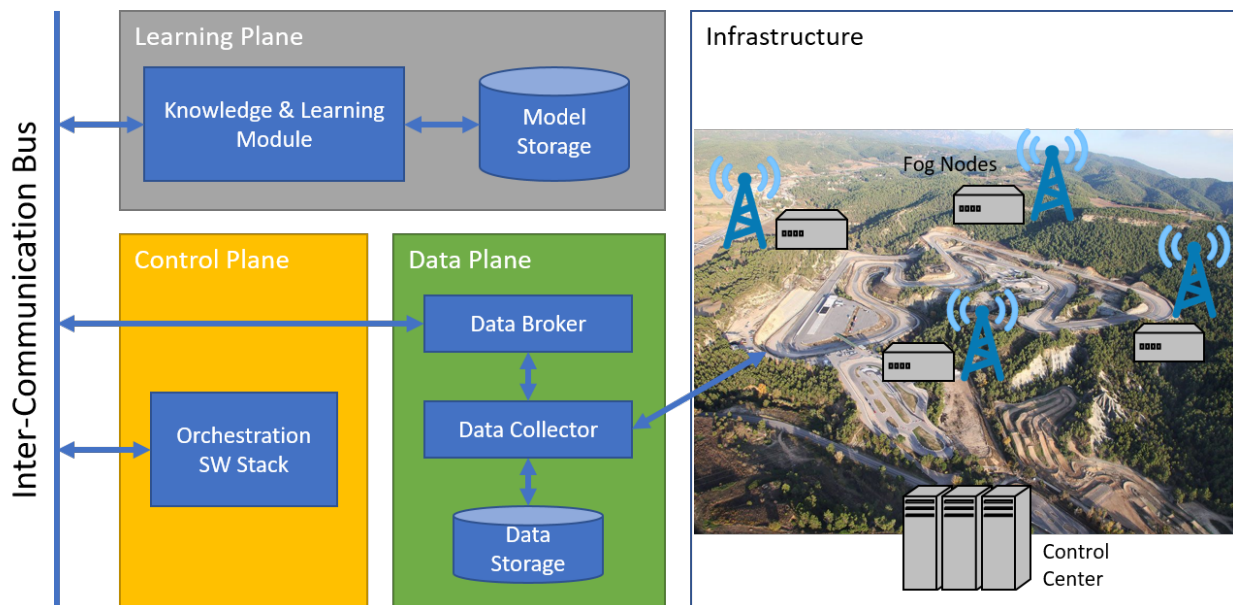 Inter-Communication Bus
Learning Plane
Knowledge & Learning
Module
Model
Storage
Control Plane
Orchestration
SW Stack
Data Plane
Data Broker
Data Collector
Data
Storage
Infrastructure
Fog Nodes
Control
Center